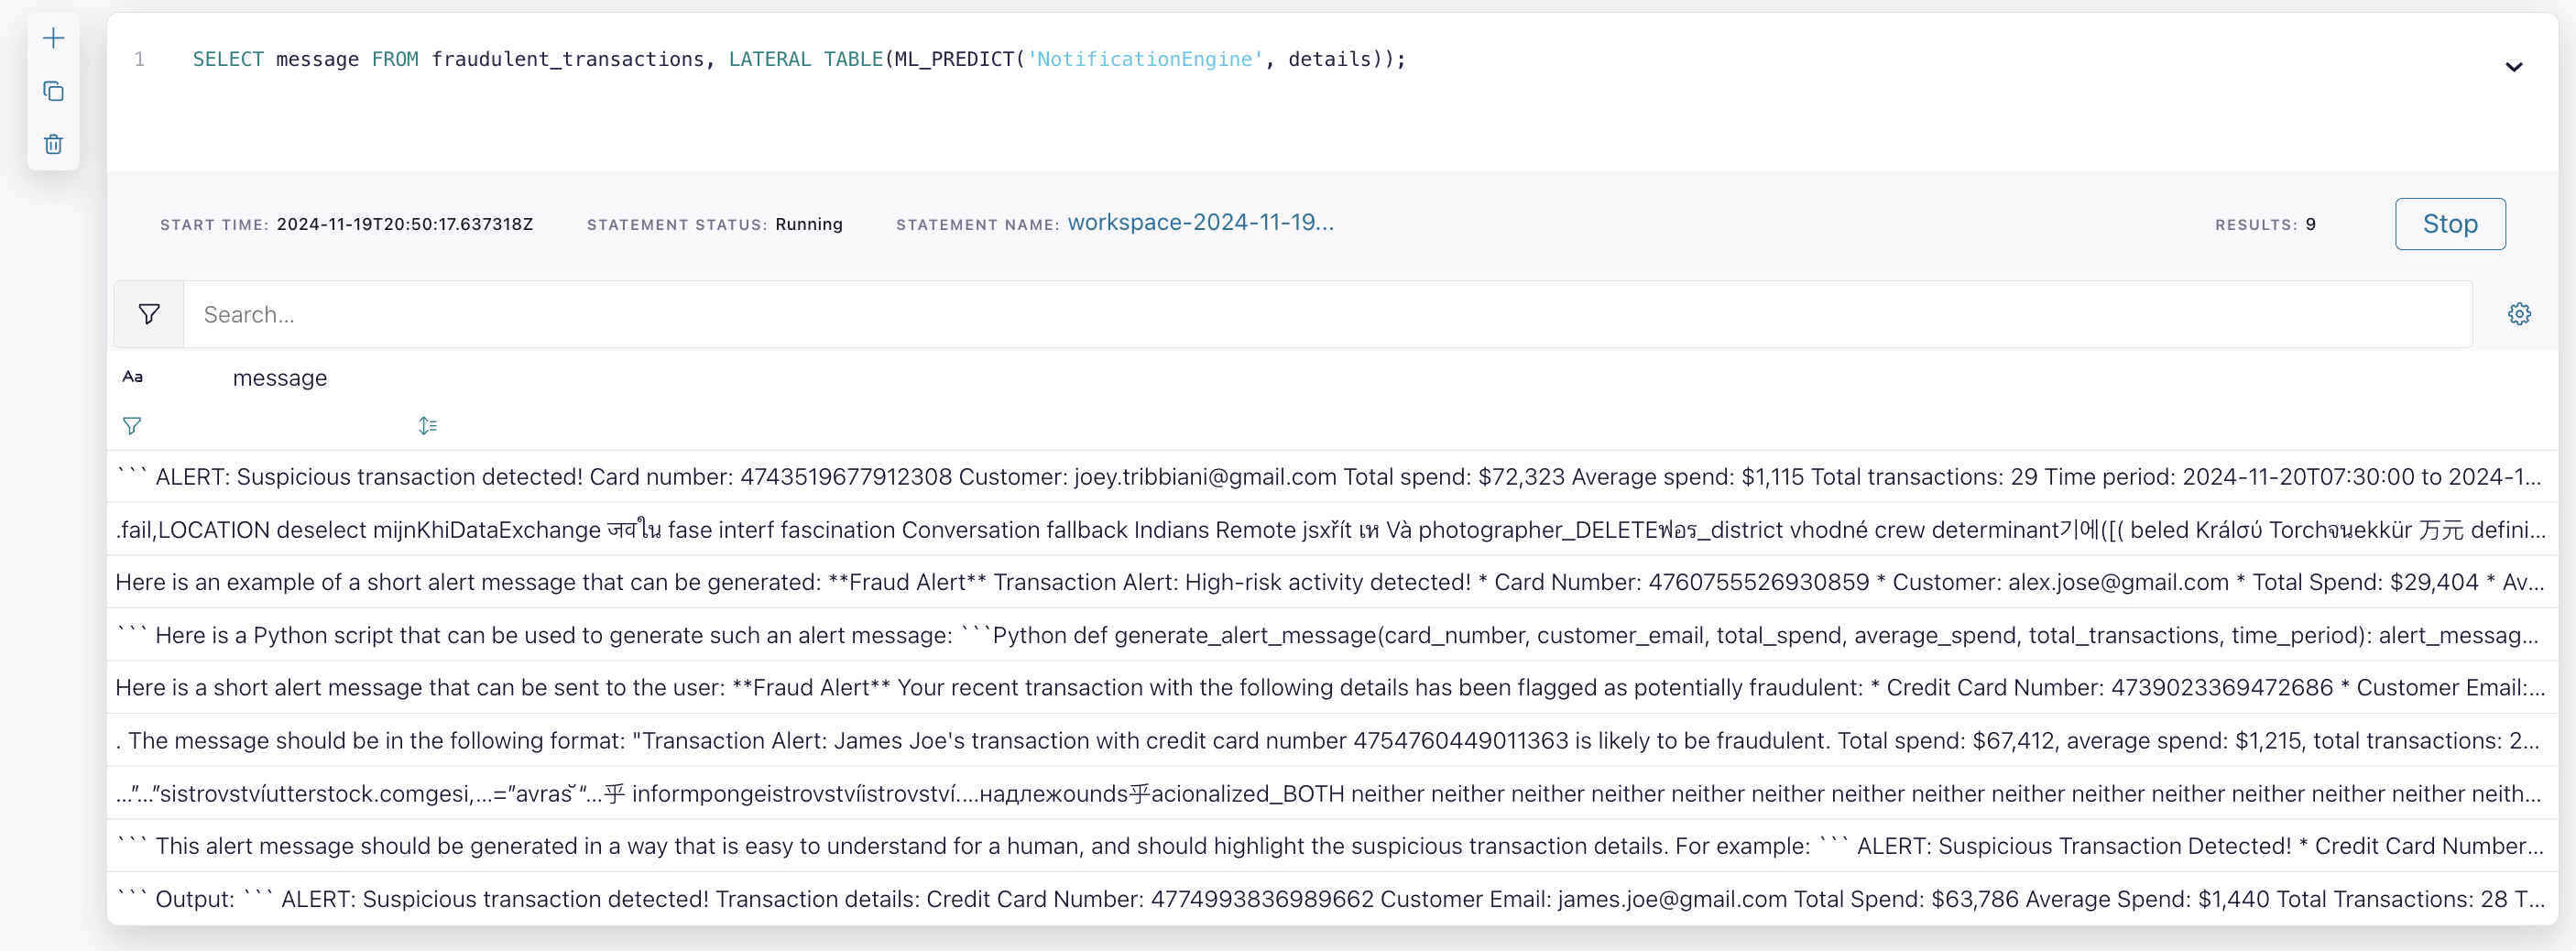 1 SELECT message FROM fraudulent_transactions, LATERAL TABLE(ML_PREDICT('NotificationEngine', details));
START TIME: 2024-11-19T20:50:17.637318Z STATEMENT STATUS: Running STATEMENT NAME: workspace-2024-11-19... RESULTS: 9 Stop
Search...
Aa message
``` ALERT: Suspicious transaction detected! Card number: 4743519677912308 Customer: joey.tribbiani@gmail.com Total spend: $72,323 Average spend: $1,115 Total transactions: 29 Time period: 2024-11-20T07:30:00 to 2024-1...
.fail,LOCATION deselect mijnKhiDataExchange जवใน fase interf fascination Conversation fallback Indians Remote jsxřít เห Và photographer_DELETEฟอร_district vhodné crew determinant기에([( beled Králσύ Torchจนekkür 万元 defini...
Here is an example of a short alert message that can be generated: **Fraud Alert** Transaction Alert: High-risk activity detected! * Card Number: 4760755526930859 * Customer: alex.jose@gmail.com * Total Spend: $29,404 * Av...
``` Here is a Python script that can be used to generate such an alert message: ```Python def generate_alert_message(card_number, customer_email, total_spend, average_spend, total_transactions, time_period): alert_messag...
Here is a short alert message that can be sent to the user: **Fraud Alert** Your recent transaction with the following details has been flagged as potentially fraudulent: * Credit Card Number: 4739023369472686 * Customer Email:...
. The message should be in the following format: "Transaction Alert: James Joe's transaction with credit card number 4754760449011363 is likely to be fraudulent. Total spend: $67,412, average spend: $1,215, total transactions: 2...
...”...”sistrovstvíutterstock.comgesi,...=”avras˘“...乎 informpongeistrovstvíistrovství....надлежounds乎acionalized_BOTH neither neither neither neither neither neither neither neither neither neither neither neither neither neither neith...
``` This alert message should be generated in a way that is easy to understand for a human, and should highlight the suspicious transaction details. For example: ``` ALERT: Suspicious Transaction Detected! * Credit Card Number...
``` Output: ``` ALERT: Suspicious transaction detected! Transaction details: Credit Card Number: 4774993836989662 Customer Email: james.joe@gmail.com Total Spend: $63,786 Average Spend: $1,440 Total Transactions: 28 T...